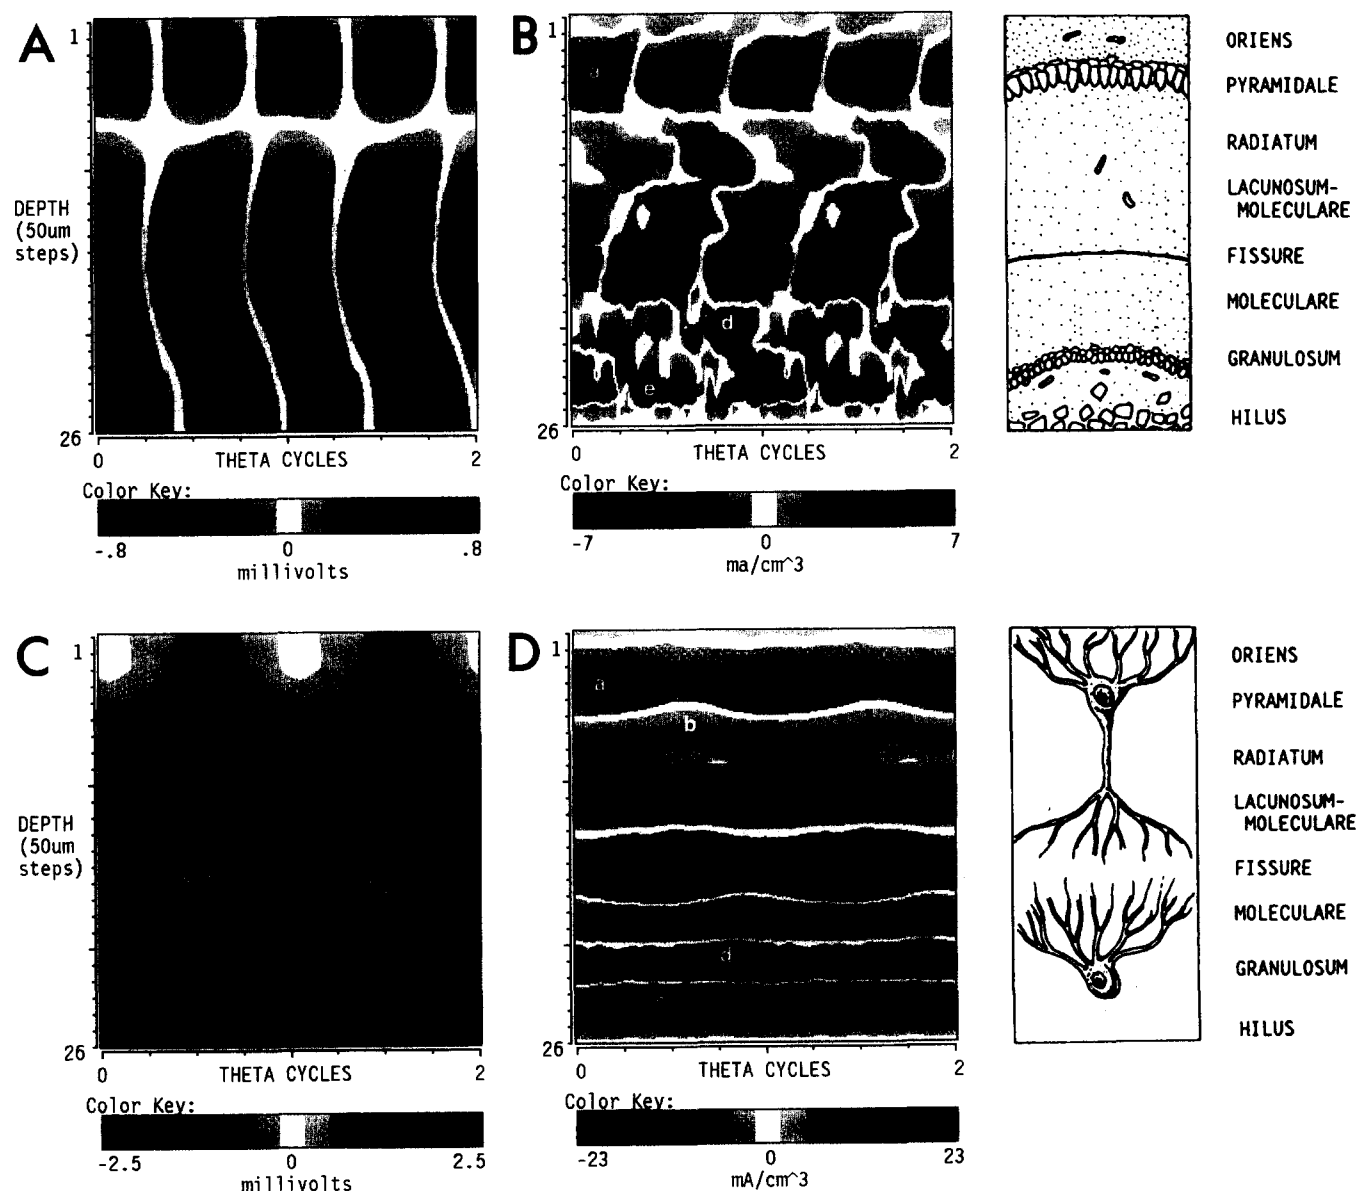 A
1
DEPTH
(50um
steps)
26
0
THETA CYCLES
2
Color Key:
-.8
0
.8
millivolts
B
1
a
d
e
26
0
THETA CYCLES
2
Color Key:
-7
0
7
ma/cm^3
ORIENS
PYRAMIDALE
RADIATUM
LACUNOSUM-
MOLECULARE
FISSURE
MOLECULARE
GRANULOSUM
HILUS
C
1
DEPTH
(50um
steps)
26
0
THETA CYCLES
2
Color Key:
-2.5
0
2.5
millivolts
D
1
a
b
d
26
0
THETA CYCLES
2
Color Key:
-23
0
23
mA/cm^3
ORIENS
PYRAMIDALE
RADIATUM
LACUNOSUM-
MOLECULARE
FISSURE
MOLECULARE
GRANULOSUM
HILUS